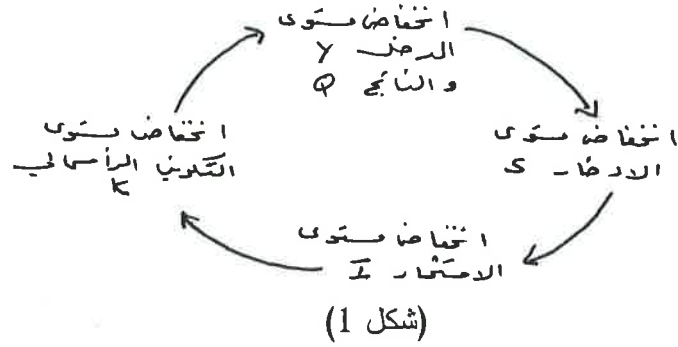 انخفاض مستوى
الدخل Y
والناتج Q
انخفاض مستوى
الادخار S
انخفاض مستوى
الاستثمار I
انخفاض مستوى
التكوين الرأسمالي
K
(شكل 1)